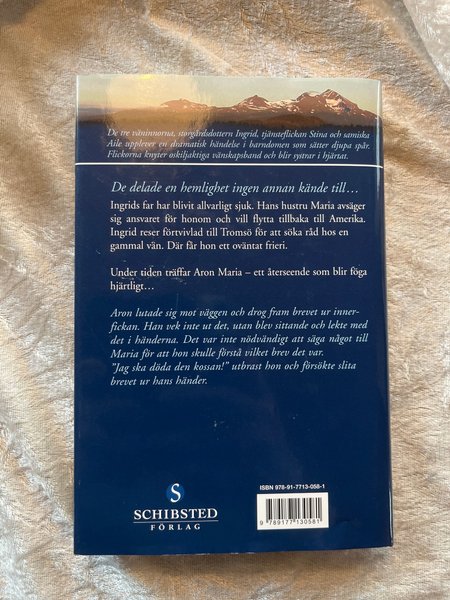 De tre väninnorna, storgårdsdottern Ingrid, tjänsteflickan Stina och samiska
Áile upplever en dramatisk händelse i barndomen som sätter djupa spår.
Flickorna knyter oskiljaktiga vänskapsband och blir systrar i hjärtat.
De delade en hemlighet ingen annan kände till…
Ingrids far har blivit allvarligt sjuk. Hans hustru Maria avsäger
sig ansvaret för honom och vill flytta tillbaka till Amerika.
Ingrid reser förtvivlad till Tromsö för att söka råd hos en
gammal vän. Där får hon ett oväntat frieri.
Under tiden träffar Aron Maria – ett återseende som blir föga
hjärtligt…
Aron lutade sig mot väggen och drog fram brevet ur inner-
fickan. Han vek inte ut det, utan blev sittande och lekte med
det i händerna. Det var inte nödvändigt att säga något till
Maria för att hon skulle förstå vilket brev det var.
”Jag ska döda den kossan!” utbrast hon och försökte slita
brevet ur hans händer.
ISBN 978-91-7713-058-1
9 789177 130581
S
SCHIBSTED
FÖRLAG